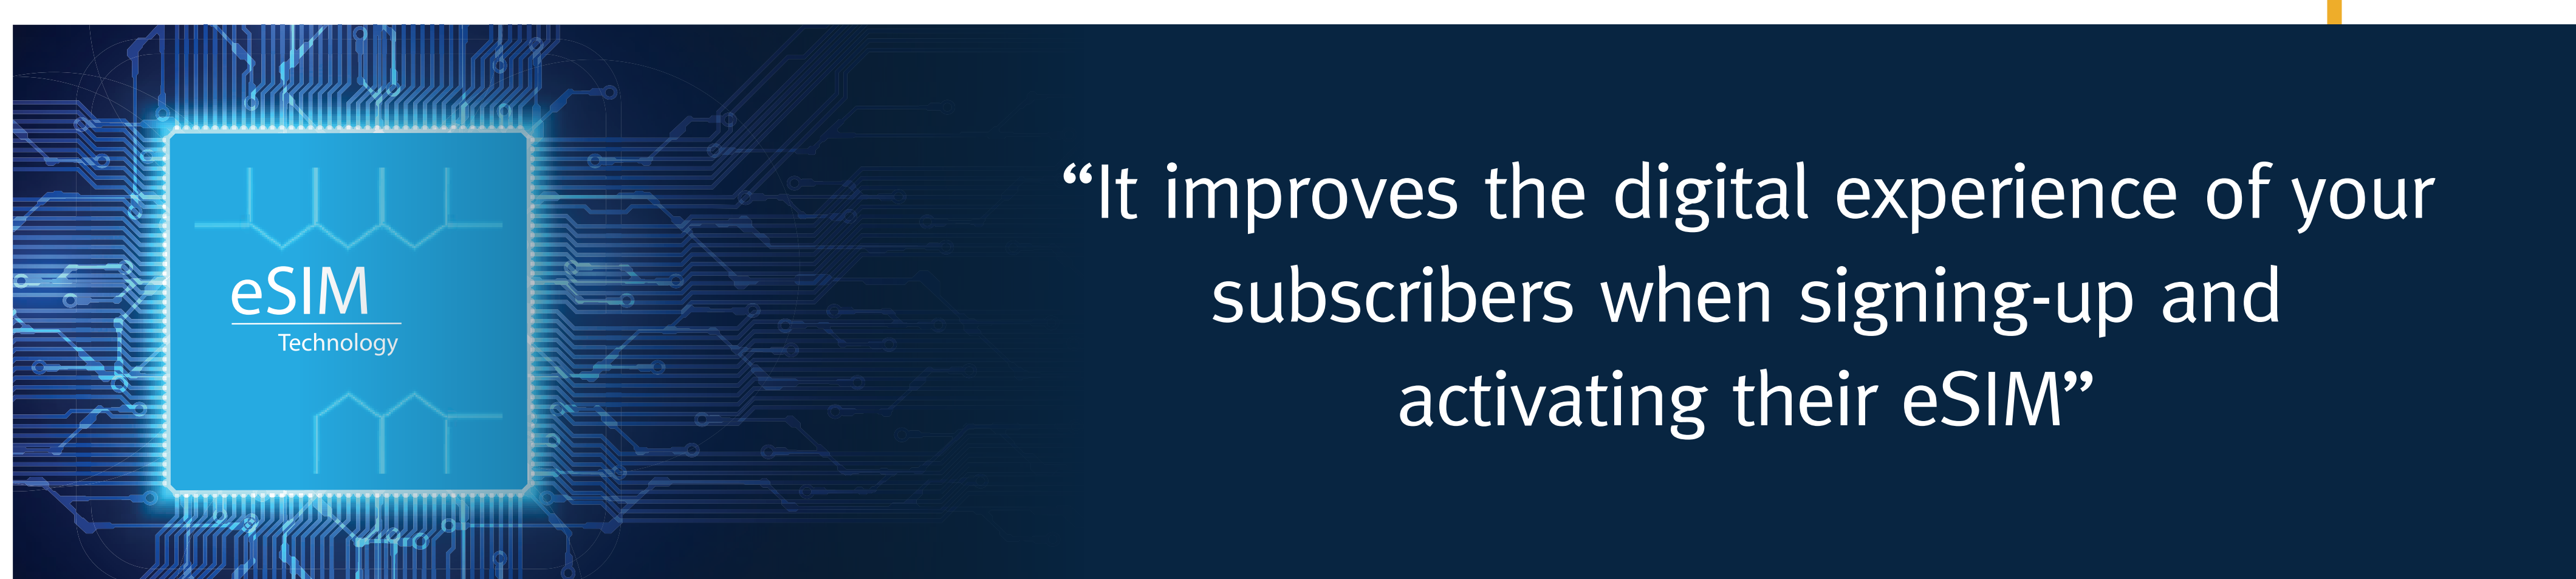 eSIM
Technology
“It improves the digital experience of your
subscribers when signing-up and
activating their eSIM”